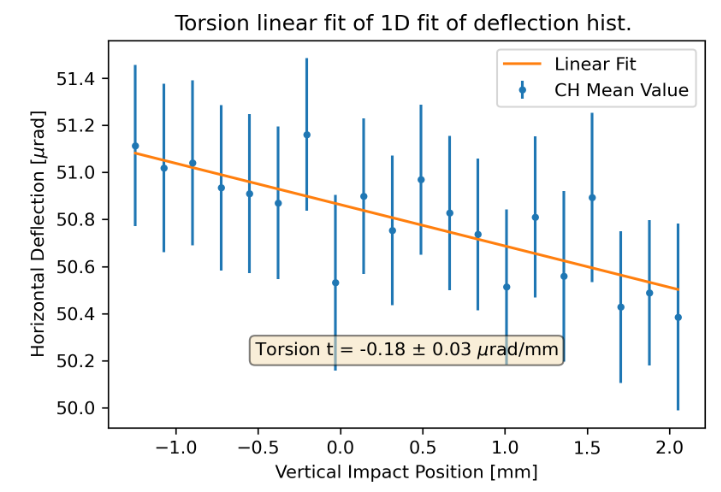 Torsion linear fit of 1D fit of deflection hist.
Linear Fit
CH Mean Value
51.4
51.2
51.0
50.8
50.6
50.4
50.2
50.0
Horizontal Deflection [μrad]
Torsion t = -0.18 ± 0.03 μrad/mm
−1.0 −0.5 0.0 0.5 1.0 1.5 2.0
Vertical Impact Position [mm]